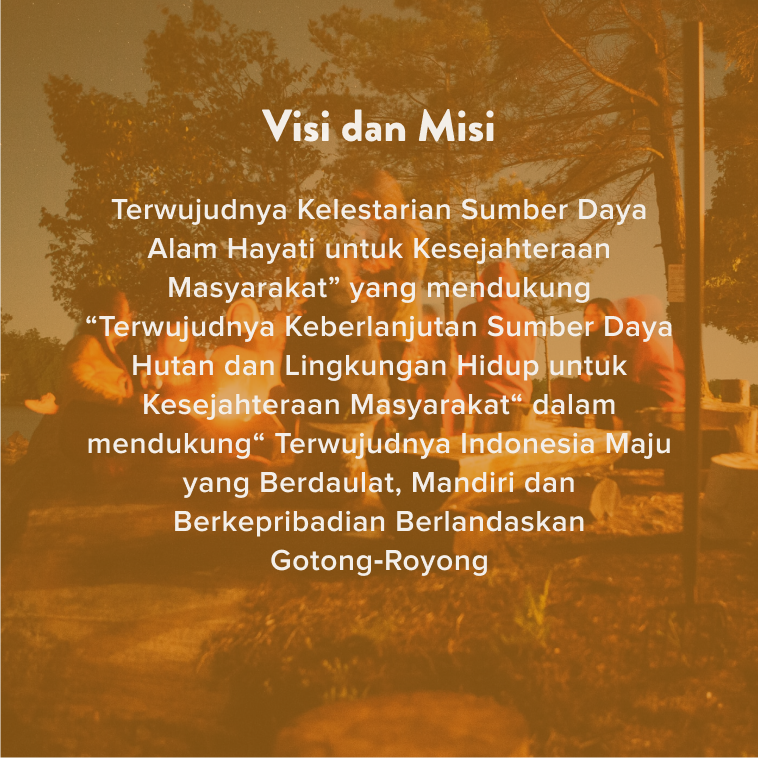 Visi dan Misi
Terwujudnya Kelestarian Sumber Daya
Alam Hayati untuk Kesejahteraan
Masyarakat” yang mendukung
“Terwujudnya Keberlanjutan Sumber Daya
Hutan dan Lingkungan Hidup untuk
Kesejahteraan Masyarakat“ dalam
mendukung“ Terwujudnya Indonesia Maju
yang Berdaulat, Mandiri dan
Berkepribadian Berlandaskan
Gotong-Royong